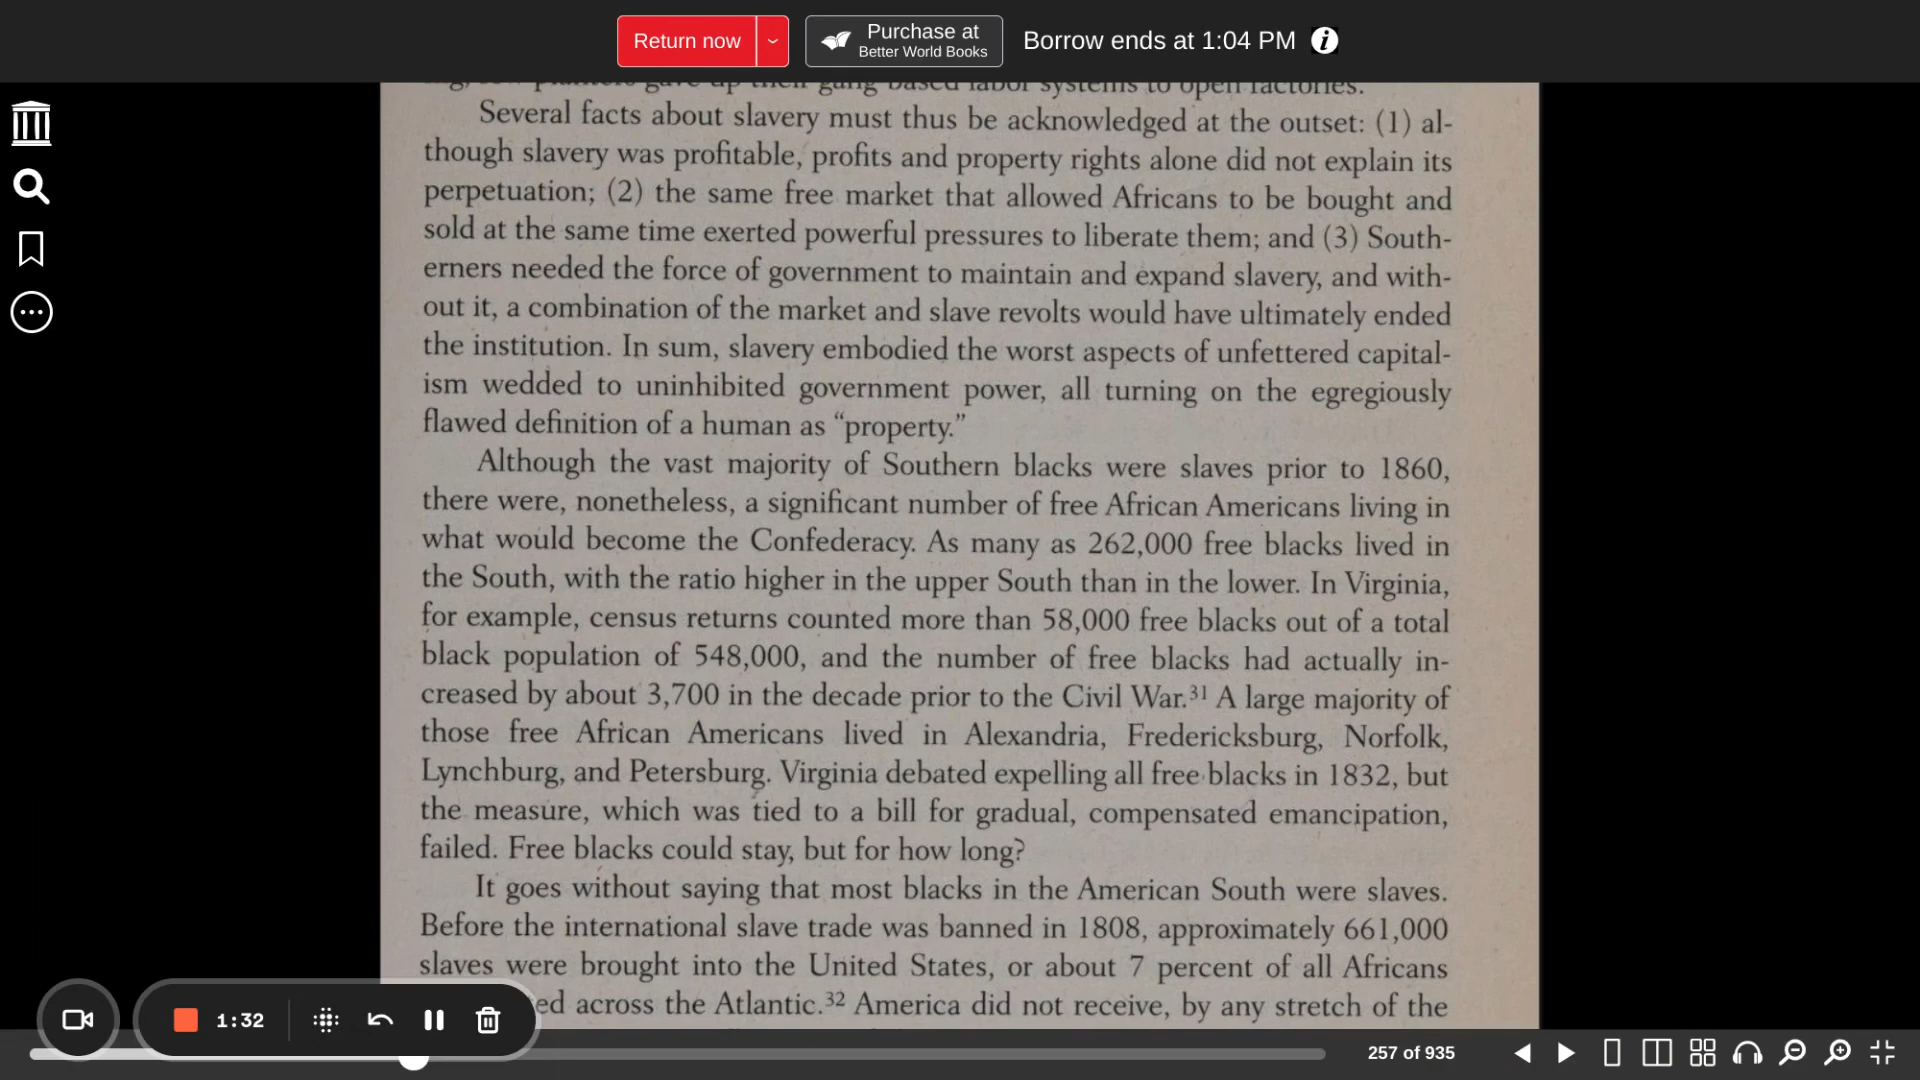 Return now
Purchase at
Better World Books
Borrow ends at 1:04 PM
planters gave up their gang based labor systems to open factories.
Several facts about slavery must thus be acknowledged at the outset: (1) al-
though slavery was profitable, profits and property rights alone did not explain its
perpetuation; (2) the same free market that allowed Africans to be bought and
sold at the same time exerted powerful pressures to liberate them; and (3) South-
erners needed the force of government to maintain and expand slavery, and with-
out it, a combination of the market and slave revolts would have ultimately ended
the institution. In sum, slavery embodied the worst aspects of unfettered capital-
ism wedded to uninhibited government power, all turning on the egregiously
flawed definition of a human as “property.”
Although the vast majority of Southern blacks were slaves prior to 1860,
there were, nonetheless, a significant number of free African Americans living in
what would become the Confederacy. As many as 262,000 free blacks lived in
the South, with the ratio higher in the upper South than in the lower. In Virginia,
for example, census returns counted more than 58,000 free blacks out of a total
black population of 548,000, and the number of free blacks had actually in-
creased by about 3,700 in the decade prior to the Civil War.31 A large majority of
those free African Americans lived in Alexandria, Fredericksburg, Norfolk,
Lynchburg, and Petersburg. Virginia debated expelling all free blacks in 1832, but
the measure, which was tied to a bill for gradual, compensated emancipation,
failed. Free blacks could stay, but for how long?
It goes without saying that most blacks in the American South were slaves.
Before the international slave trade was banned in 1808, approximately 661,000
slaves were brought into the United States, or about 7 percent of all Africans
ed across the Atlantic.32 America did not receive, by any stretch of the
1:32
257 of 935